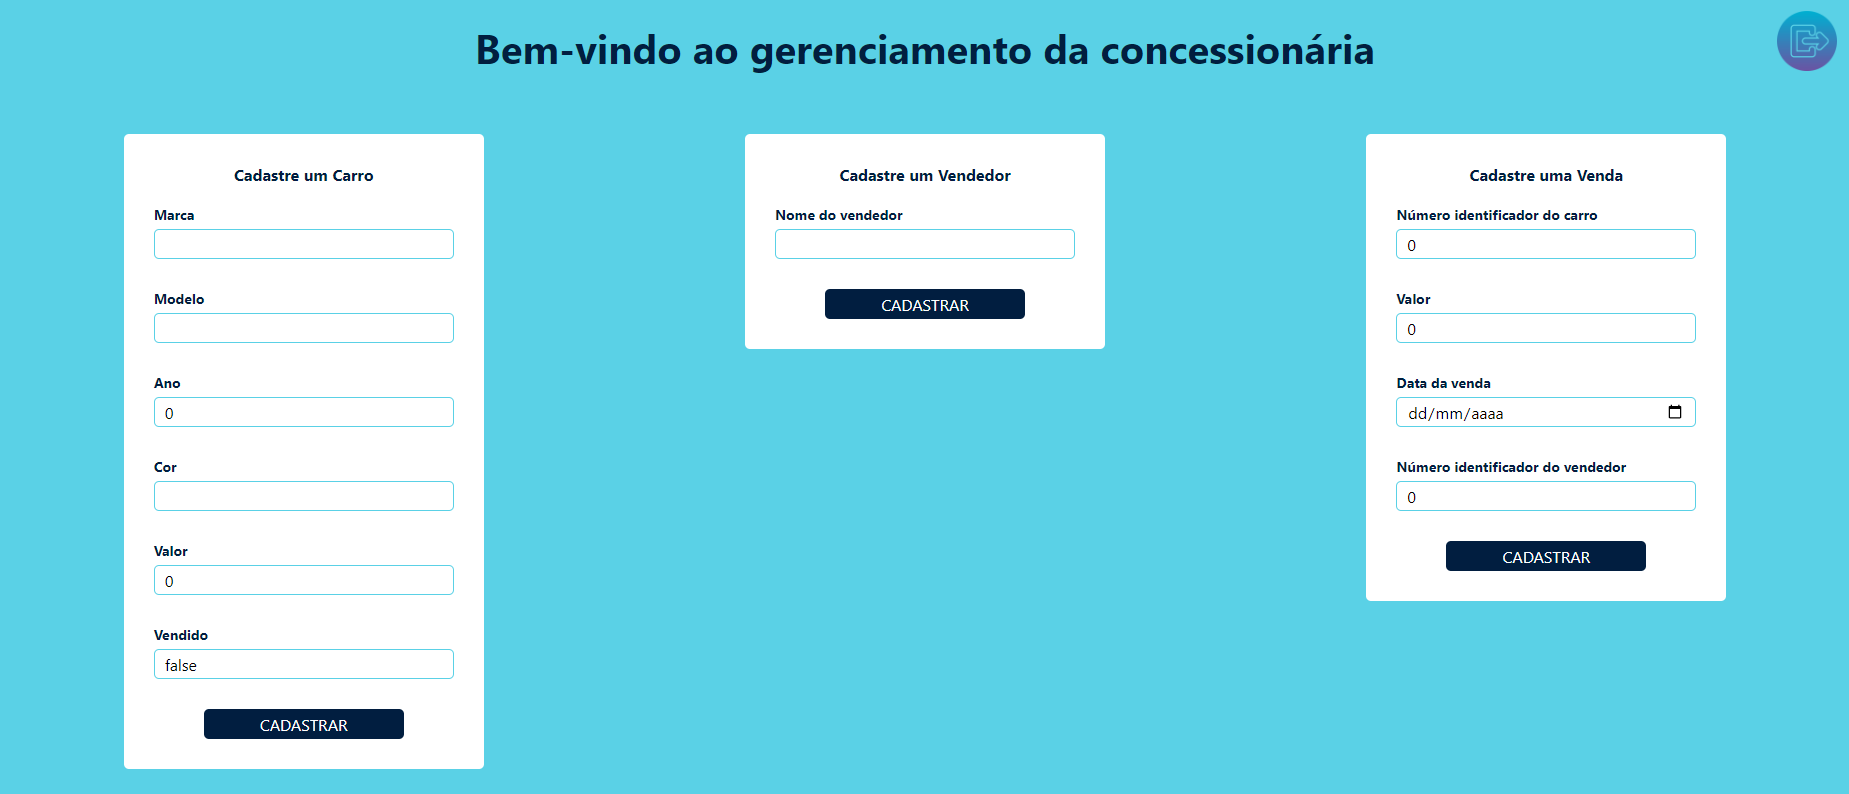 Bem-vindo ao gerenciamento da concessionária
Cadastre um Carro
Marca
Modelo
Ano
0
Cor
Valor
0
Vendido
false
CADASTRAR
Cadastre um Vendedor
Nome do vendedor
CADASTRAR
Cadastre uma Venda
Número identificador do carro
0
Valor
0
Data da venda
dd/mm/aaaa
Número identificador do vendedor
0
CADASTRAR